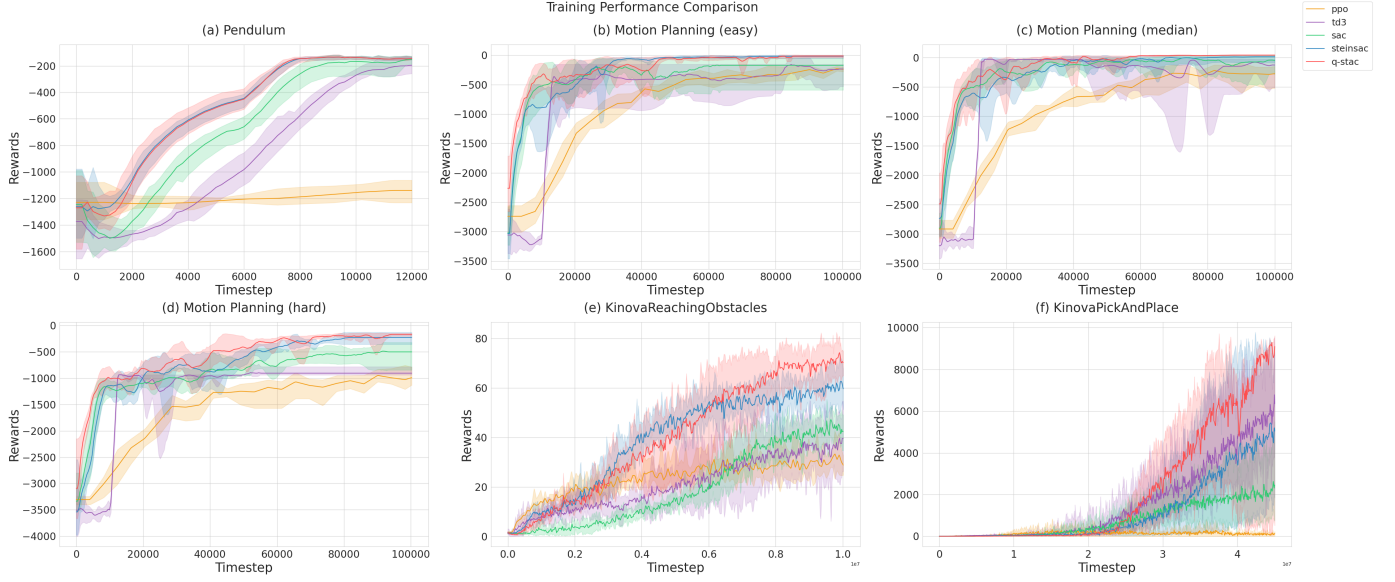 Training Performance Comparison
ppo
td3
sac
steinsac
q-stac
(a) Pendulum
Rewards
−200
−400
−600
−800
−1000
−1200
−1400
−1600
0 20000 40000 60000 80000 100000 120000
Timestep
(b) Motion Planning (easy)
Rewards
0
−500
−1000
−1500
−2000
−2500
−3000
−3500
0 20000 40000 60000 80000 100000
Timestep
(c) Motion Planning (median)
Rewards
0
−500
−1000
−1500
−2000
−2500
−3000
−3500
0 20000 40000 60000 80000 100000
Timestep
(d) Motion Planning (hard)
Rewards
0
−500
−1000
−1500
−2000
−2500
−3000
−3500
−4000
0 20000 40000 60000 80000 100000
Timestep
(e) KinovaReachingObstacles
Rewards
80
60
40
20
0
0.0 0.2 0.4 0.6 0.8 1.0
1e7
Timestep
(f) KinovaPickAndPlace
Rewards
10000
8000
6000
4000
2000
0
0 1 2 3 4
1e7
Timestep